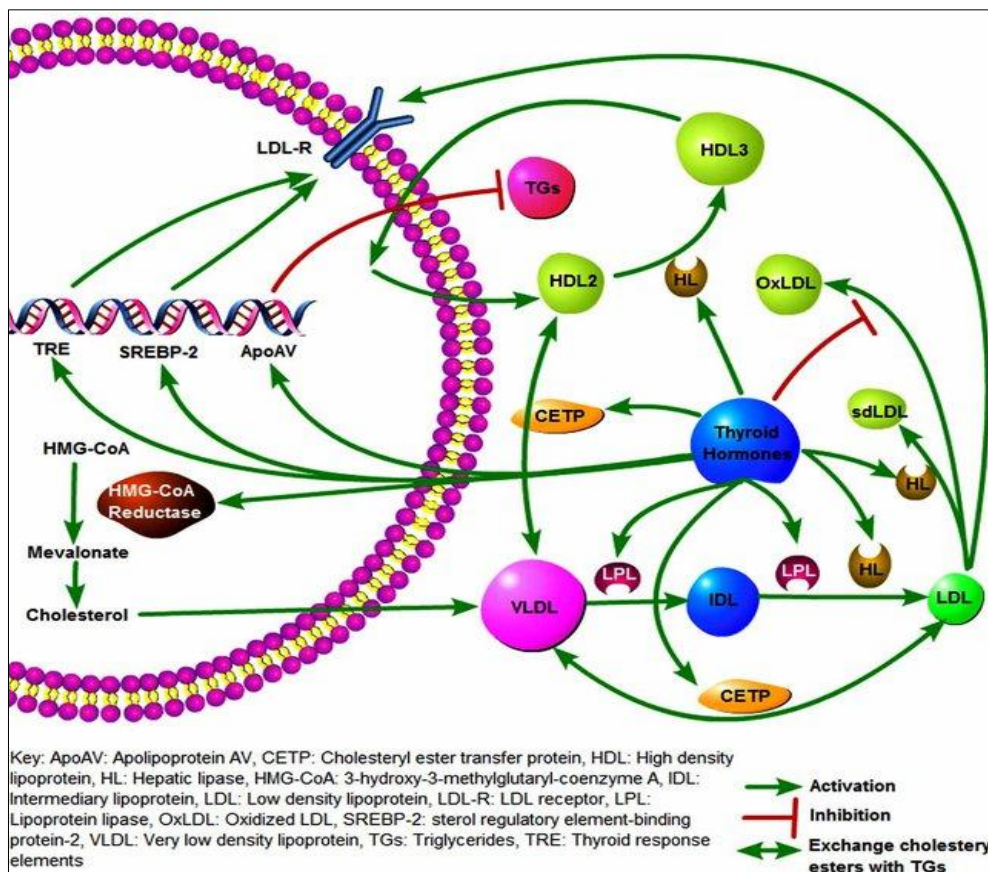 LDL-R
HDL3
TGs
HDL2
HL
OxLDL
TRE
SREBP-2
ApoAV
CETP
Thyroid
Hormones
sdLDL
HL
HMG-CoA
HMG-CoA
Reductase
Mevalonate
LPL
LPL
HL
Cholesterol
VLDL
IDL
LDL
CETP
Key: ApoAV: Apolipoprotein AV, CETP: Cholesteryl ester transfer protein, HDL: High density
lipoprotein, HL: Hepatic lipase, HMG-CoA: 3-hydroxy-3-methylglutaryl-coenzyme A, IDL:
Intermediary lipoprotein, LDL: Low density lipoprotein, LDL-R: LDL receptor, LPL:
Lipoprotein lipase, OxLDL: Oxidized LDL, SREBP-2: sterol regulatory element-binding
protein-2, VLDL: Very low density lipoprotein, TGs: Triglycerides, TRE: Thyroid response
elements
Activation
Inhibition
Exchange cholestery
esters with TGs